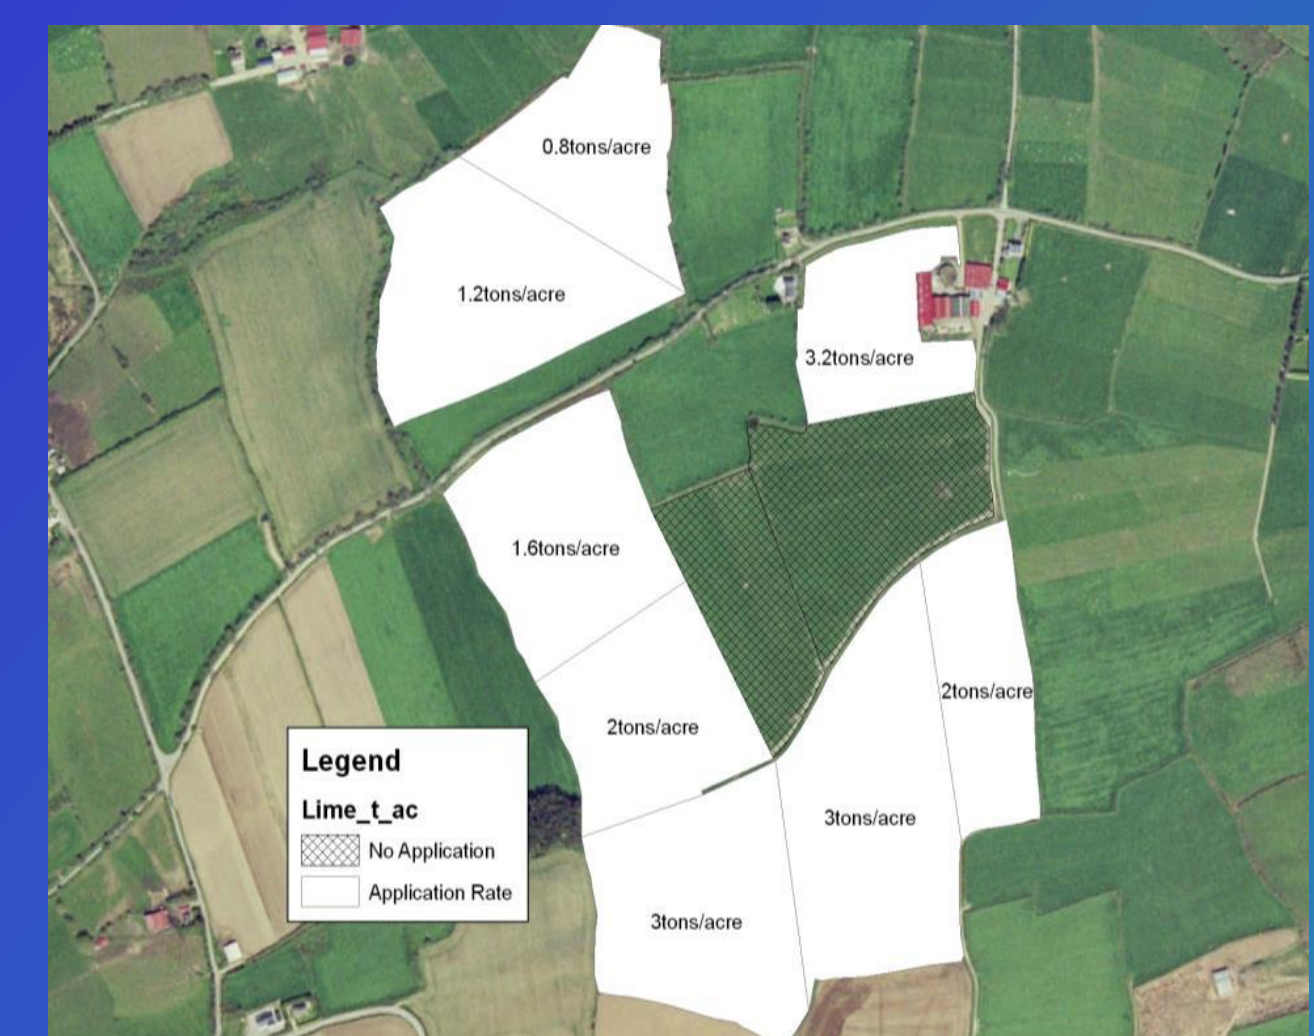 0.8tons/acre
1.2tons/acre
3.2tons/acre
1.6tons/acre
2tons/acre
2tons/acre
3tons/acre
3tons/acre
Legend
Lime_t_ac
No Application
Application Rate